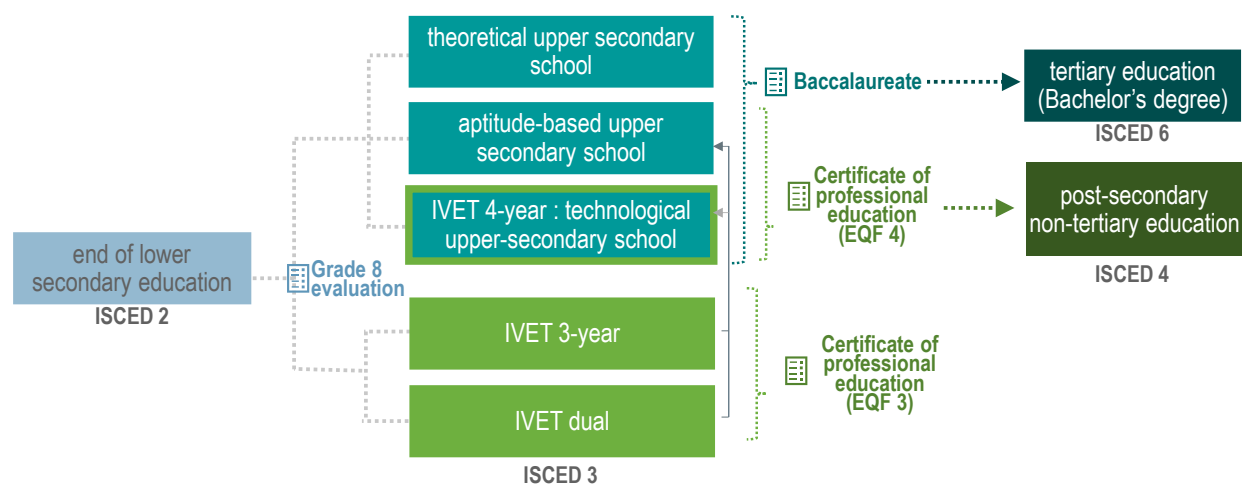 end of lower
secondary education
ISCED 2
Grade 8
evaluation
theoretical upper secondary
school
aptitude-based upper
secondary school
IVET 4-year : technological
upper-secondary school
IVET 3-year
IVET dual
ISCED 3
Baccalaureate
Certificate of
professional
education
(EQF 4)
Certificate of
professional
education
(EQF 3)
tertiary education
(Bachelor’s degree)
ISCED 6
post-secondary
non-tertiary education
ISCED 4